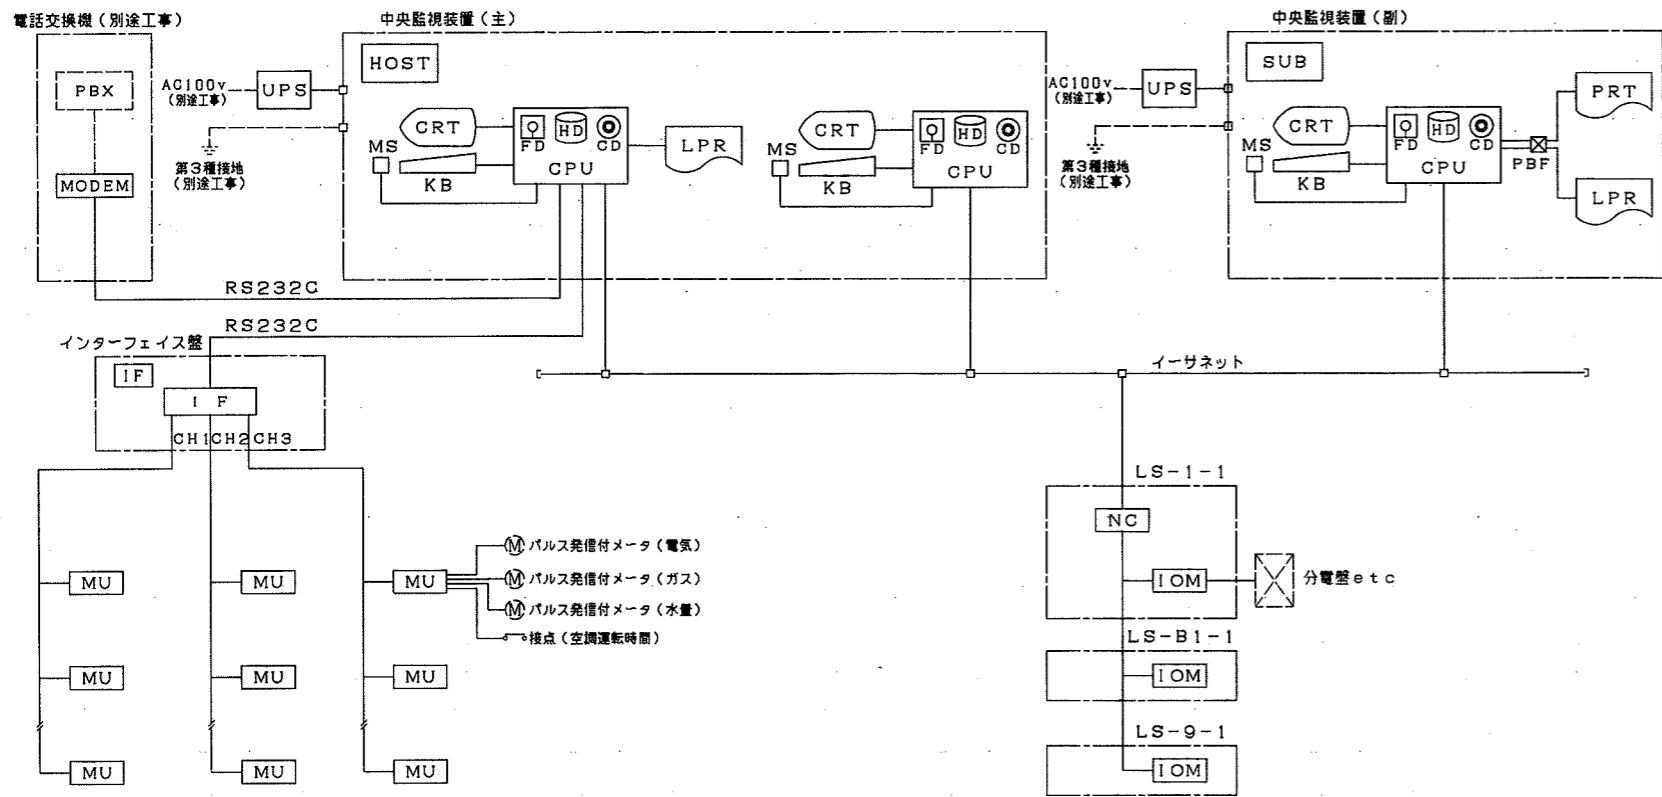 電話交換機（別途工事）
PBX
MODEM
中央監視装置（主）
HOST
AC100v
（別途工事）
UPS
第3種接地
（別途工事）
CRT
MS
KB
FD
HD
CD
CPU
LPR
CRT
MS
KB
FD
HD
CD
CPU
中央監視装置（副）
SUB
AC100v
（別途工事）
UPS
第3種接地
（別途工事）
CRT
MS
KB
FD
HD
CD
CPU
PBF
PRT
LPR
RS232C
RS232C
イーサネット
インターフェイス盤
IF
I F
CH1
CH2
CH3
MU
MU
MU
MU
MU
MU
MU
MU
MU
M パルス発信付メータ（電気）
M パルス発信付メータ（ガス）
M パルス発信付メータ（水量）
接点（空調運転時間）
LS-1-1
NC
IOM
分電盤etc
LS-B1-1
IOM
LS-9-1
IOM